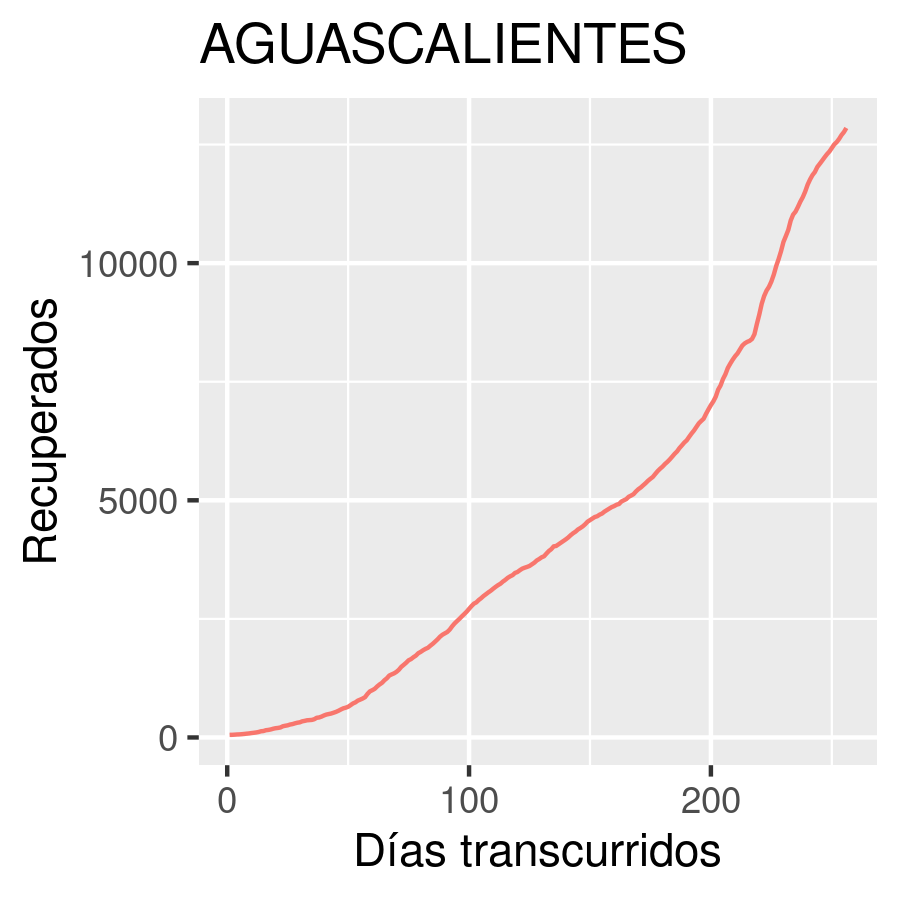 AGUASCALIENTES
Recuperados
10000
5000
0
0 100 200
Días transcurridos